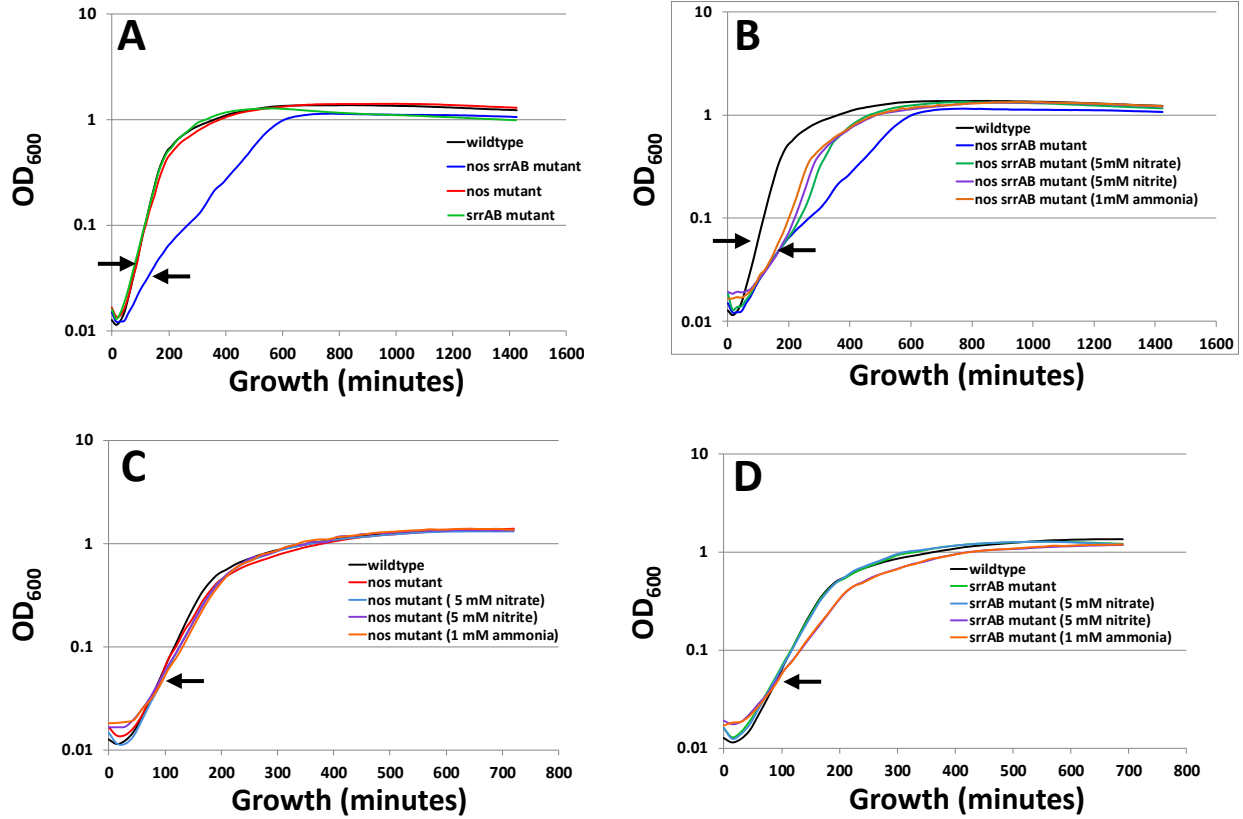 A
10
1
0.1
0.01
OD600
0 200 400 600 800 1000 1200 1400 1600
Growth (minutes)
wildtype
nos srrAB mutant
nos mutant
srrAB mutant
B
10
1
0.1
0.01
OD600
0 200 400 600 800 1000 1200 1400 1600
Growth (minutes)
wildtype
nos srrAB mutant
nos srrAB mutant (5mM nitrate)
nos srrAB mutant (5mM nitrite)
nos srrAB mutant (1mM ammonia)
C
10
1
0.1
0.01
OD600
0 100 200 300 400 500 600 700 800
Growth (minutes)
wildtype
nos mutant
nos mutant ( 5 mM nitrate)
nos mutant (5 mM nitrite)
nos mutant (1 mM ammonia)
D
10
1
0.1
0.01
OD600
0 100 200 300 400 500 600 700 800
Growth (minutes)
wildtype
srrAB mutant
srrAB mutant (5 mM nitrate)
srrAB mutant (5 mM nitrite)
srrAB mutant (1 mM ammonia)